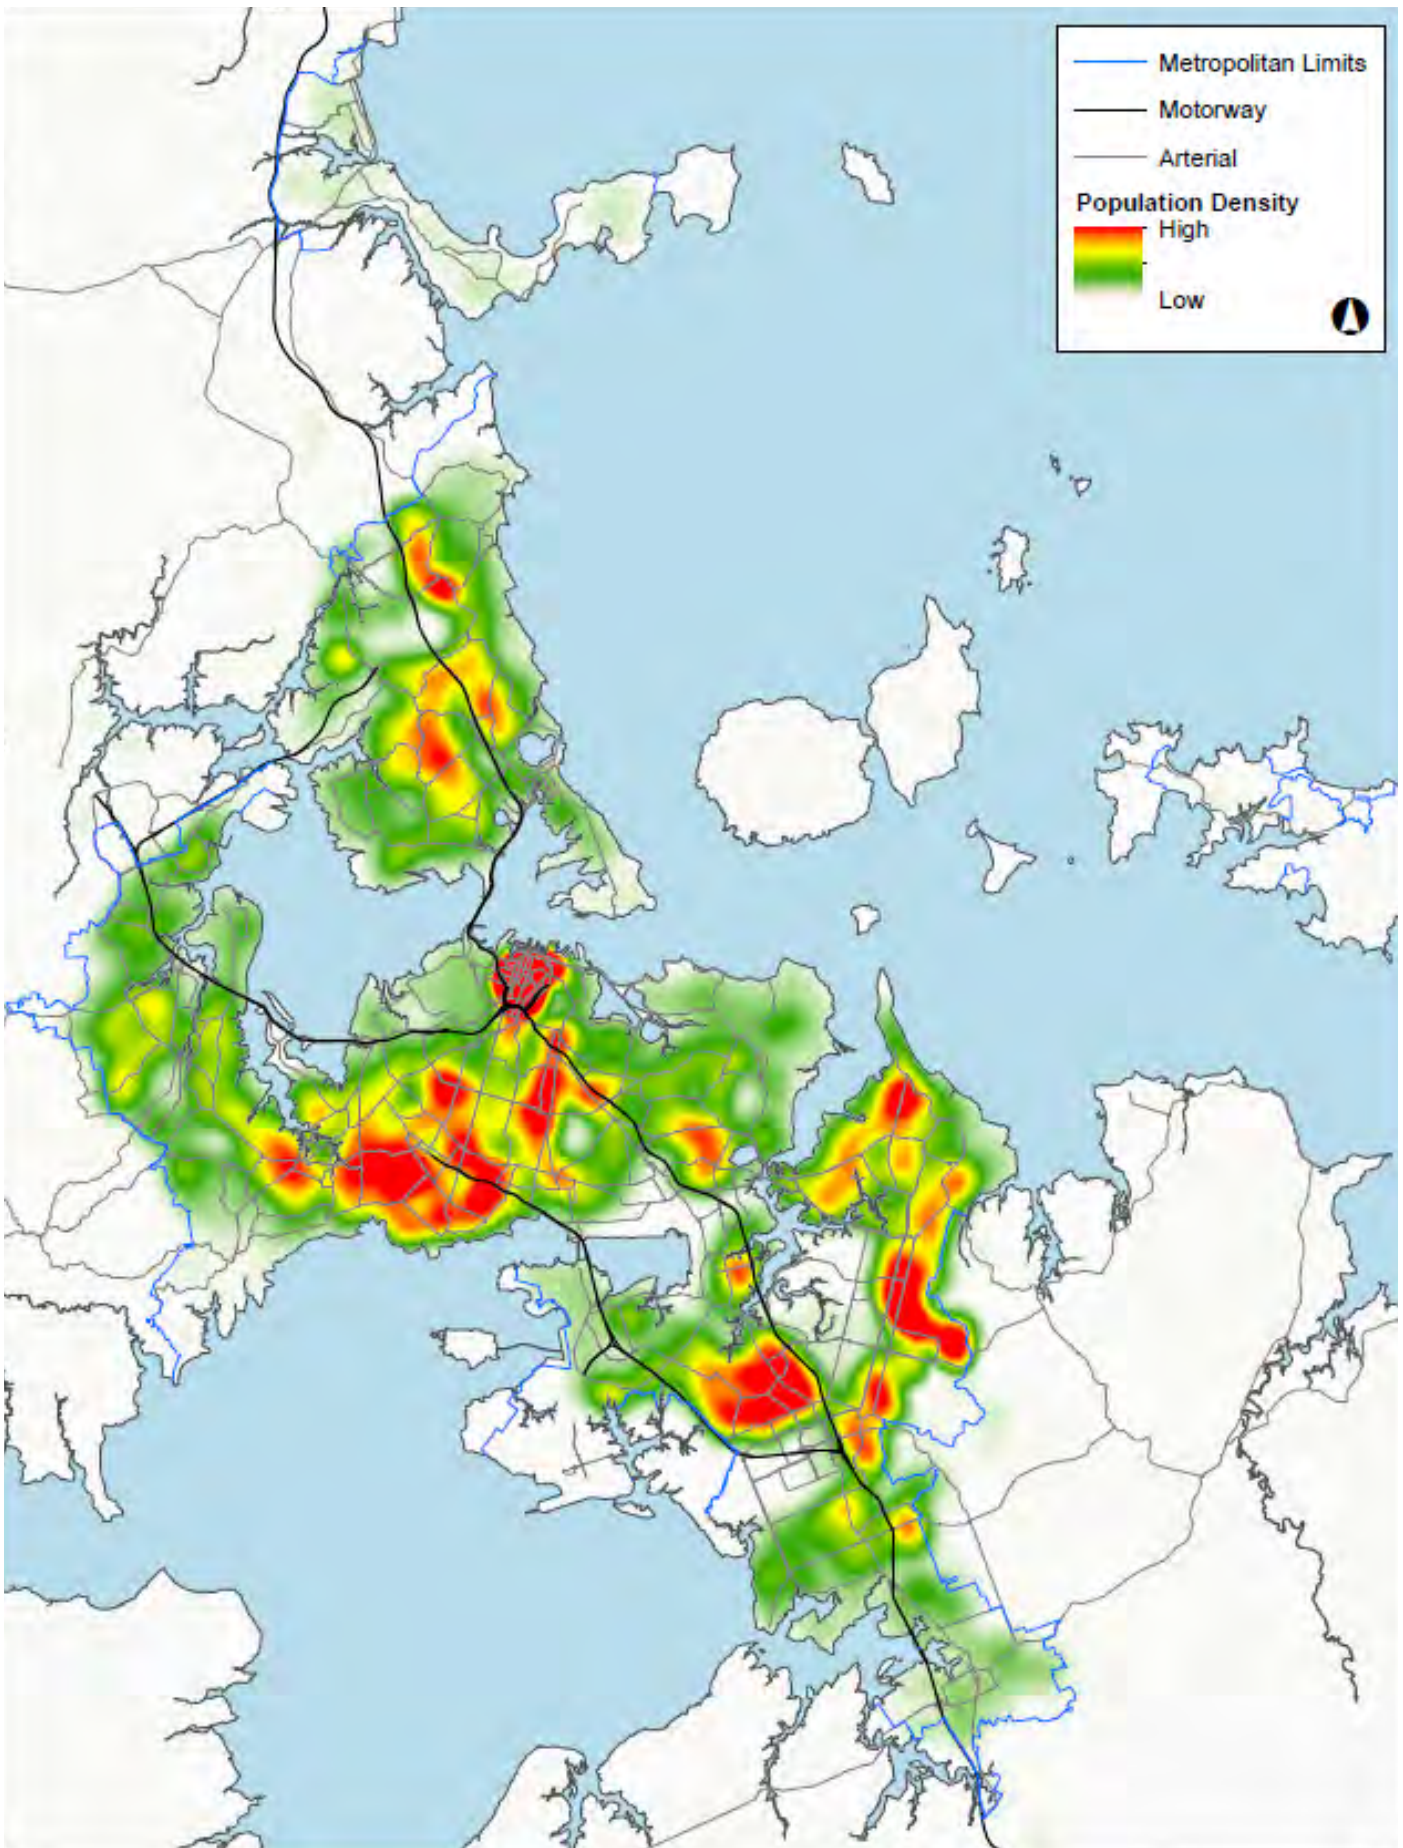 Metropolitan Limits
Motorway
Arterial
Population Density
High
Low